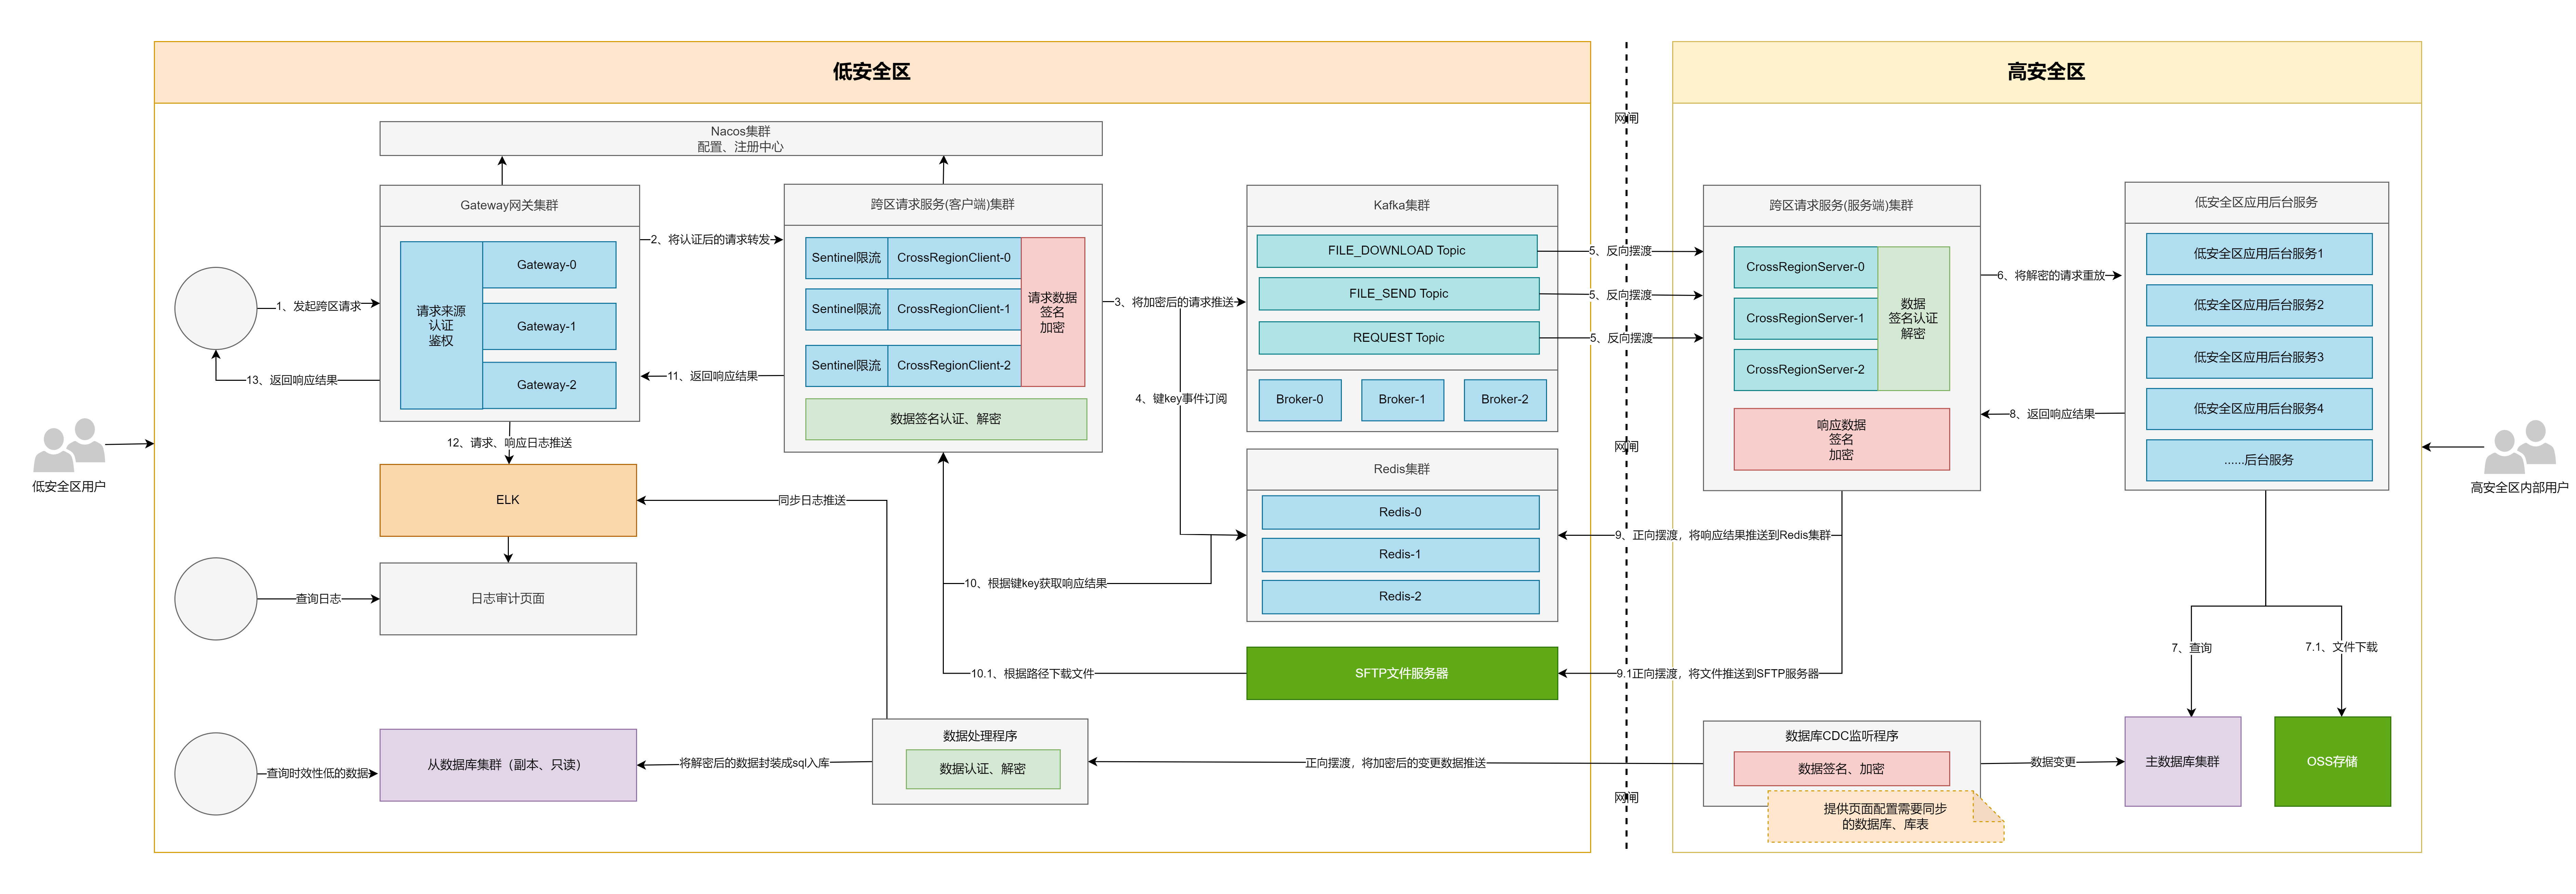 低安全区
高安全区
网闸
Nacos集群
配置、注册中心
Gateway网关集群
请求来源
认证
鉴权
Gateway-0
Gateway-1
Gateway-2
1、发起跨区请求
13、返回响应结果
2、将认证后的请求转发
11、返回响应结果
跨区请求服务(客户端)集群
Sentinel限流
CrossRegionClient-0
Sentinel限流
CrossRegionClient-1
Sentinel限流
CrossRegionClient-2
请求数据
签名
加密
数据签名认证、解密
3、将加密后的请求推送
4、键key事件订阅
Kafka集群
FILE_DOWNLOAD Topic
FILE_SEND Topic
REQUEST Topic
Broker-0
Broker-1
Broker-2
5、反向摆渡
5、反向摆渡
5、反向摆渡
跨区请求服务(服务端)集群
CrossRegionServer-0
CrossRegionServer-1
CrossRegionServer-2
数据
签名认证
解密
响应数据
签名
加密
6、将解密的请求重放
8、返回响应结果
低安全区应用后台服务
低安全区应用后台服务1
低安全区应用后台服务2
低安全区应用后台服务3
低安全区应用后台服务4
......后台服务
低安全区用户
高安全区内部用户
12、请求、响应日志推送
ELK
同步日志推送
网闸
Redis集群
Redis-0
Redis-1
Redis-2
9、正向摆渡，将响应结果推送到Redis集群
10、根据键key获取响应结果
查询日志
日志审计页面
7、查询
7.1、文件下载
10.1、根据路径下载文件
SFTP文件服务器
9.1正向摆渡，将文件推送到SFTP服务器
查询时效性低的数据
从数据库集群（副本、只读）
将解密后的数据封装成sql入库
数据处理程序
数据认证、解密
正向摆渡，将加密后的变更数据推送
网闸
数据库CDC监听程序
数据签名、加密
提供页面配置需要同步
的数据库、库表
数据变更
主数据库集群
OSS存储